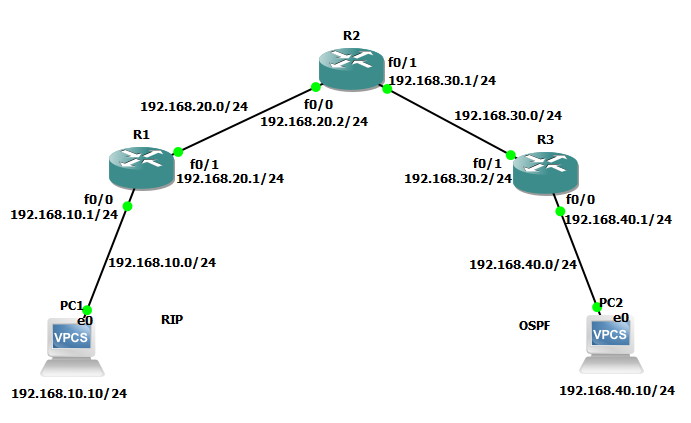 R2
f0/1
192.168.30.1/24
192.168.20.0/24
f0/0
192.168.20.2/24
192.168.30.0/24
R1
R3
f0/1
192.168.20.1/24
f0/1
192.168.30.2/24
f0/0
192.168.10.1/24
f0/0
192.168.40.1/24
192.168.10.0/24
192.168.40.0/24
PC1
e0
VPCS
RIP
OSPF
PC2
e0
VPCS
192.168.10.10/24
192.168.40.10/24